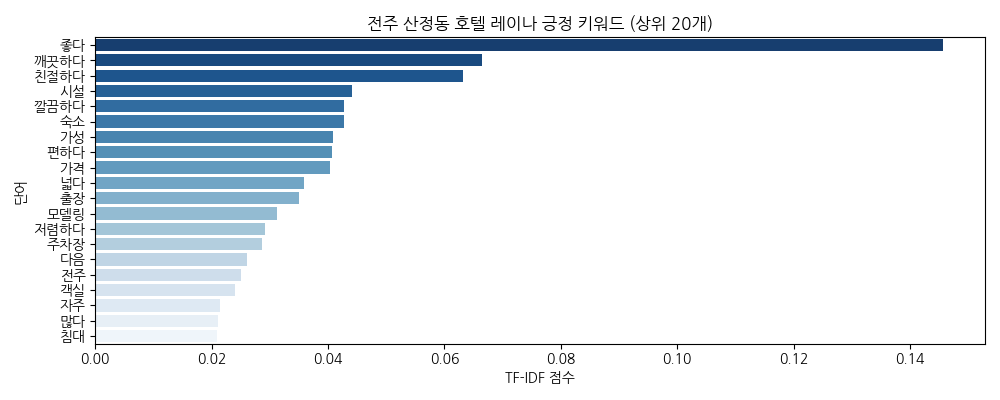 전주 산정동 호텔 레이나 긍정 키워드 (상위 20개)
단어
좋다
깨끗하다
친절하다
시설
깔끔하다
숙소
가성
편하다
가격
넓다
출장
모델링
저렴하다
주차장
다음
전주
객실
자주
많다
침대
0.00 0.02 0.04 0.06 0.08 0.10 0.12 0.14
TF-IDF 점수